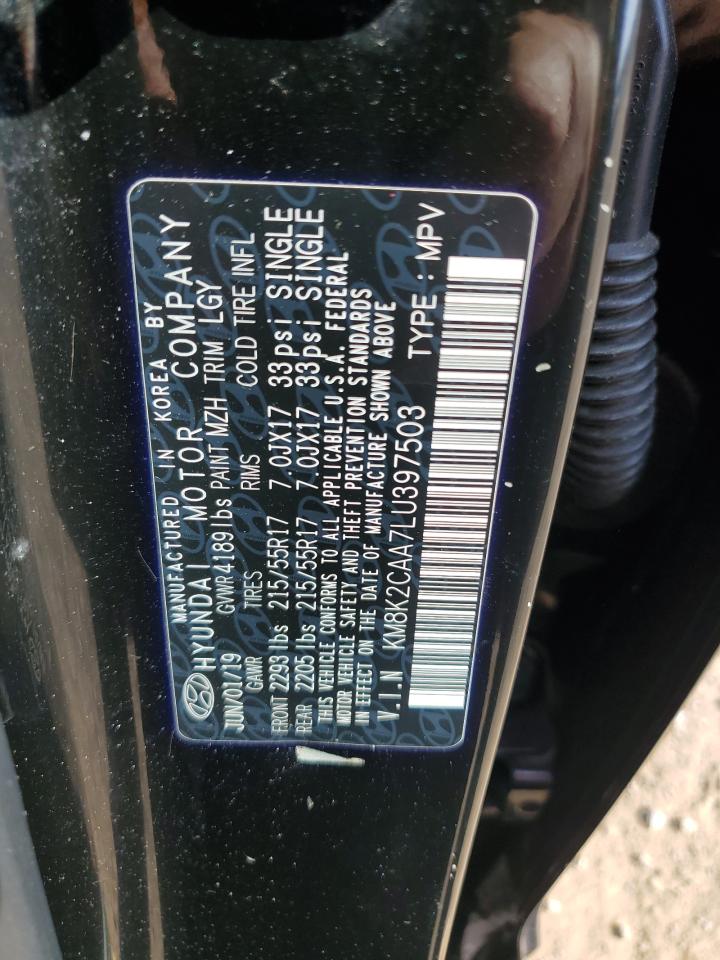 MANUFACTURED IN KOREA BY
HYUNDAI MOTOR COMPANY
JUN/01/19 GVWR 4189 lbs PAINT MZH TRIM LGY
GAWR TIRES RIMS COLD TIRE INFL
FRONT 2293 lbs 215/55R17 7.0JX17 33psi SINGLE
REAR 2205 lbs 215/55R17 7.0JX17 33psi SINGLE
THIS VEHICLE CONFORMS TO ALL APPLICABLE U.S.A. FEDERAL
MOTOR VEHICLE SAFETY AND THEFT PREVENTION STANDARDS
IN EFFECT ON THE DATE OF MANUFACTURE SHOWN ABOVE
V.I.N KM8K2CAA7LU397503 TYPE : MPV